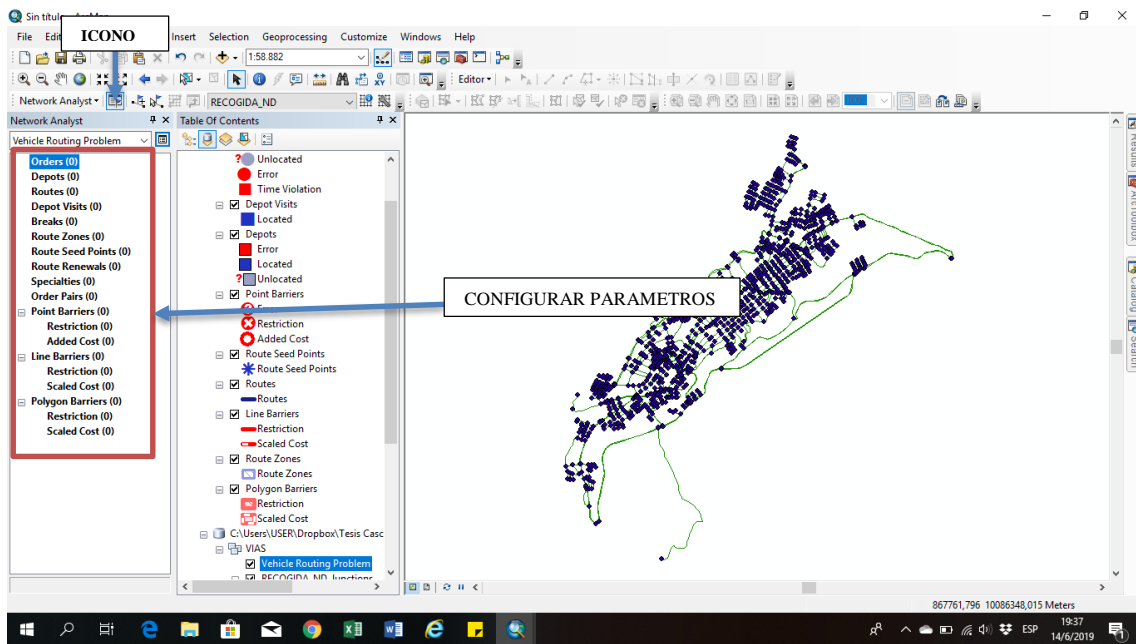 Sin título - ArcMap
ICONO
File Edit Insert Selection Geoprocessing Customize Windows Help
1:58.882
Editor
Network Analyst RECOGIDA_ND
Network Analyst
Vehicle Routing Problem
Orders (0)
Depots (0)
Routes (0)
Depot Visits (0)
Breaks (0)
Route Zones (0)
Route Seed Points (0)
Route Renewals (0)
Specialties (0)
Order Pairs (0)
Point Barriers (0)
Restriction (0)
Added Cost (0)
Line Barriers (0)
Restriction (0)
Scaled Cost (0)
Polygon Barriers (0)
Restriction (0)
Scaled Cost (0)
Table Of Contents
Unlocated
Error
Time Violation
Depot Visits
Located
Depots
Error
Located
Unlocated
Point Barriers
Error
Restriction
Added Cost
Route Seed Points
Route Seed Points
Routes
Routes
Line Barriers
Restriction
Scaled Cost
Route Zones
Route Zones
Polygon Barriers
Restriction
Scaled Cost
C:\Users\USER\Dropbox\Tesis Casc
VIAS
Vehicle Routing Problem
RECOGIDA_ND_Junctions
CONFIGURAR PARAMETROS
Results
ArcToolbox
Catalog
Search
867761,796 10086348,015 Meters
ESP
19:37
14/6/2019